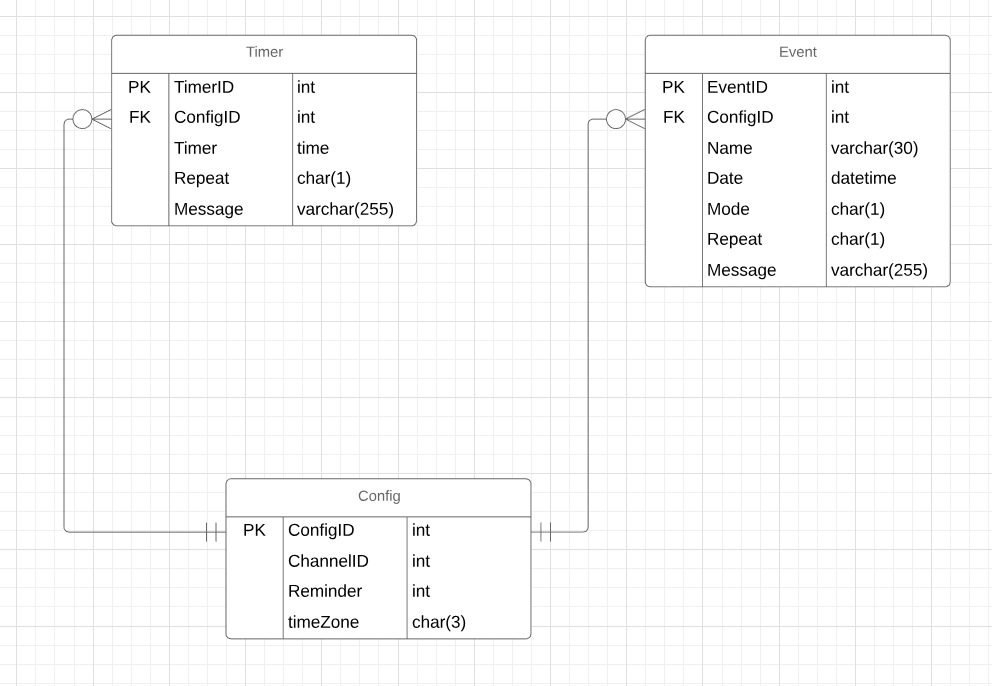 Timer
PK TimerID int
FK ConfigID int
Timer time
Repeat char(1)
Message varchar(255)
Event
PK EventID int
FK ConfigID int
Name varchar(30)
Date datetime
Mode char(1)
Repeat char(1)
Message varchar(255)
Config
PK ConfigID int
ChannelID int
Reminder int
timeZone char(3)